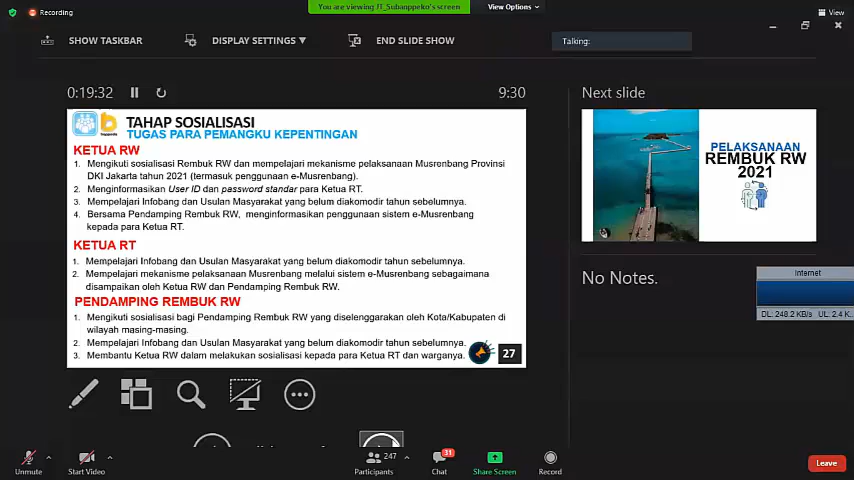 Recording
You are viewing JT_Subanppeko's screen
View Options
View
SHOW TASKBAR
DISPLAY SETTINGS ▼
END SLIDE SHOW
Talking:
0:19:32
9:30
Next slide
TAHAP SOSIALISASI
TUGAS PARA PEMANGKU KEPENTINGAN
KETUA RW
1. Mengikuti sosialisasi Rembuk RW dan mempelajari mekanisme pelaksanaan Musrenbang Provinsi
DKI Jakarta tahun 2021 (termasuk penggunaan e-Musrenbang).
2. Menginformasikan User ID dan password standar para Ketua RT.
3. Mempelajari Infobang dan Usulan Masyarakat yang belum diakomodir tahun sebelumnya.
4. Bersama Pendamping Rembuk RW, menginformasikan penggunaan sistem e-Musrenbang
kepada para Ketua RT.
KETUA RT
1. Mempelajari Infobang dan Usulan Masyarakat yang belum diakomodir tahun sebelumnya.
2. Mempelajari mekanisme pelaksanaan Musrenbang melalui sistem e-Musrenbang sebagaimana
disampaikan oleh Ketua RW dan Pendamping Rembuk RW.
PENDAMPING REMBUK RW
1. Mengikuti sosialisasi bagi Pendamping Rembuk RW yang diselenggarakan oleh Kota/Kabupaten di
wilayah masing-masing.
2. Mempelajari Infobang dan Usulan Masyarakat yang belum diakomodir tahun sebelumnya.
3. Membantu Ketua RW dalam melakukan sosialisasi kepada para Ketua RT dan warganya.
27
PELAKSANAAN
REMBUK RW
2021
No Notes.
Internet
DL: 248.2 KB/s UL: 2.4 K
Unmute
Start Video
247
Participants
31
Chat
Share Screen
Record
Leave